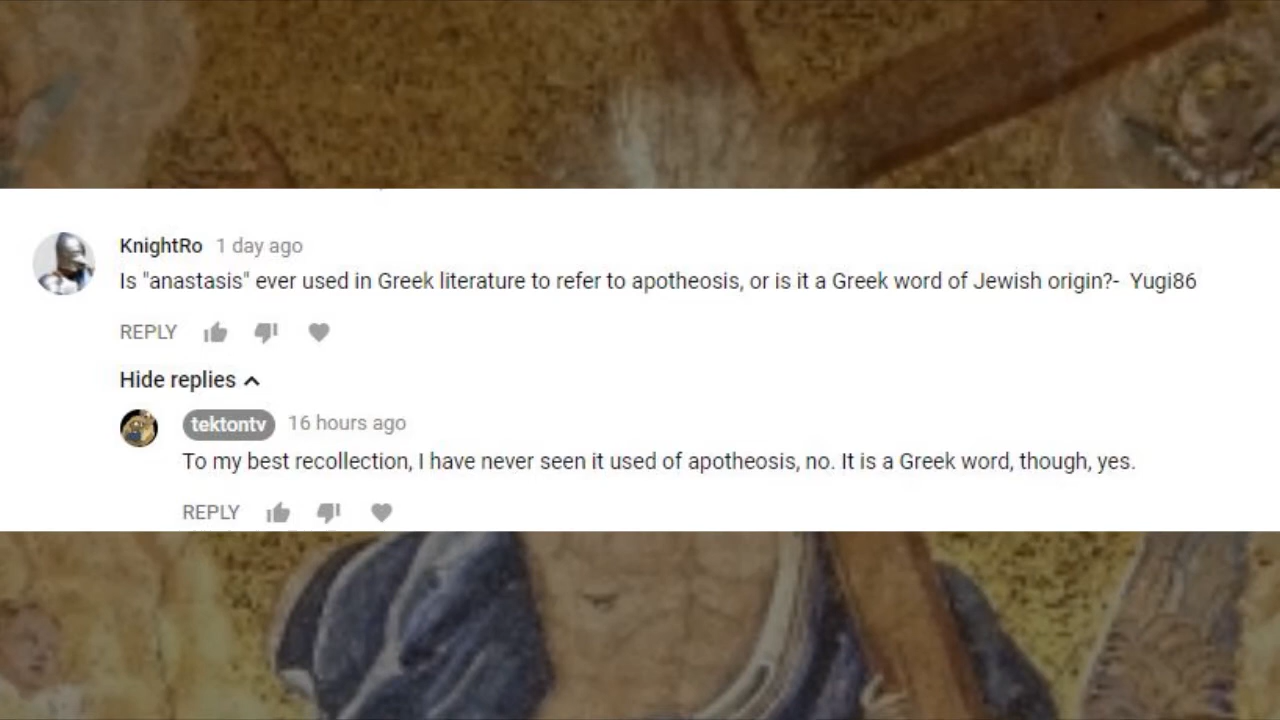 KnightRo 1 day ago
Is "anastasis" ever used in Greek literature to refer to apotheosis, or is it a Greek word of Jewish origin?-  Yugi86
REPLY
Hide replies
tektontv 16 hours ago
To my best recollection, I have never seen it used of apotheosis, no. It is a Greek word, though, yes.
REPLY